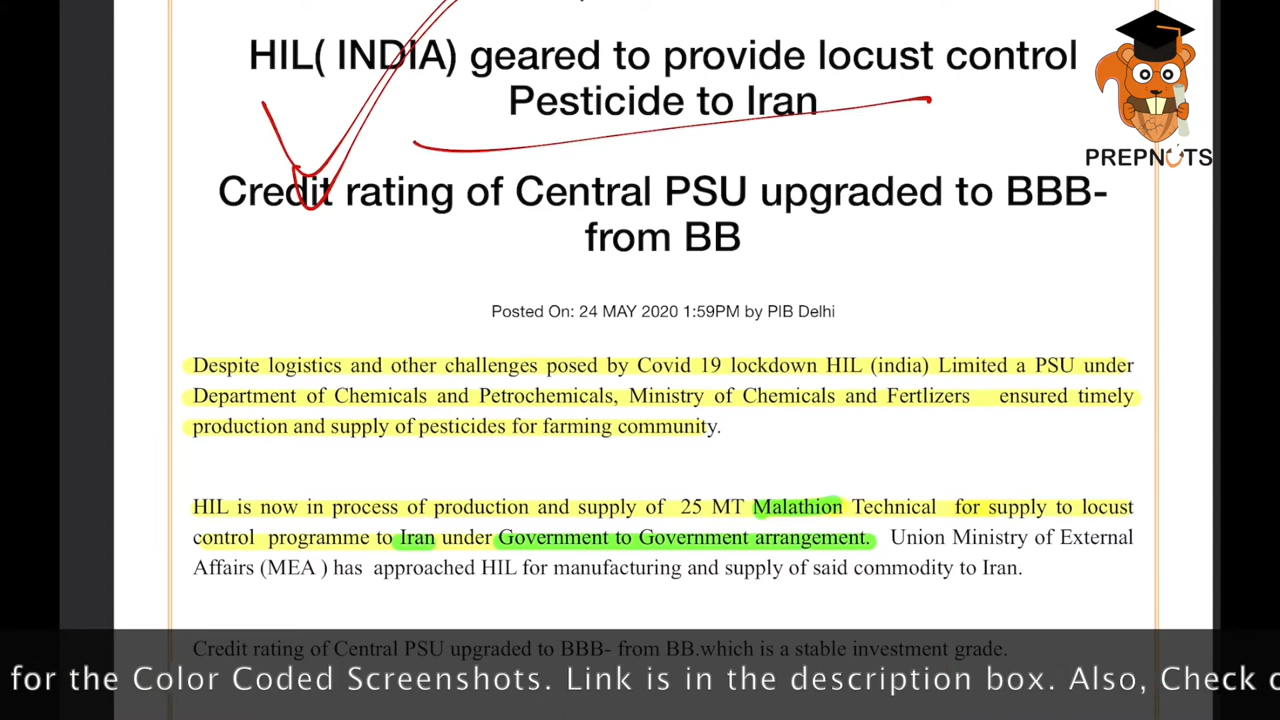 HIL( INDIA) geared to provide locust control
Pesticide to Iran
PREPNUTS
Credit rating of Central PSU upgraded to BBB-
from BB
Posted On: 24 MAY 2020 1:59PM by PIB Delhi
Despite logistics and other challenges posed by Covid 19 lockdown HIL (india) Limited a PSU under
Department of Chemicals and Petrochemicals, Ministry of Chemicals and Fertlizers ensured timely
production and supply of pesticides for farming community.
HIL is now in process of production and supply of 25 MT Malathion Technical for supply to locust
control programme to Iran under Government to Government arrangement. Union Ministry of External
Affairs (MEA ) has approached HIL for manufacturing and supply of said commodity to Iran.
Credit rating of Central PSU upgraded to BBB- from BB.which is a stable investment grade.
for the Color Coded Screenshots. Link is in the description box. Also, Check